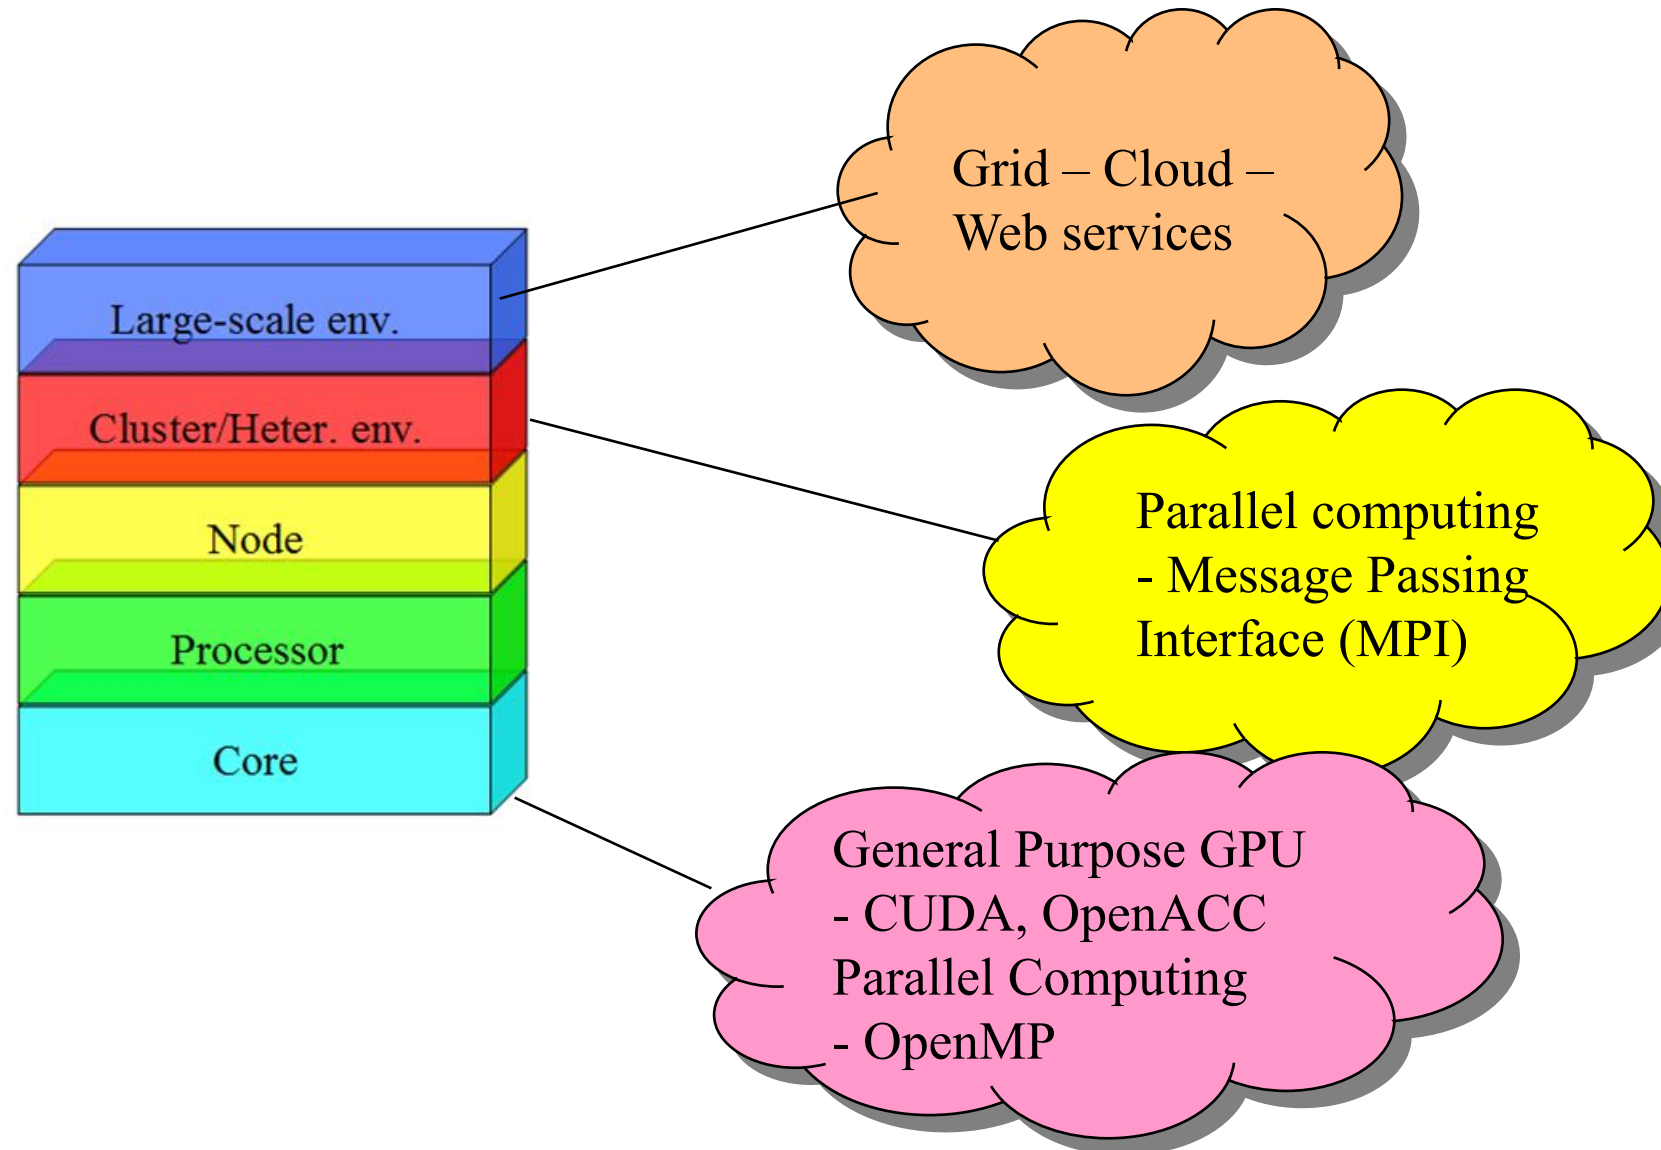 Large-scale env.
Cluster/Heter. env.
Node
Processor
Core
Grid – Cloud –
Web services
Parallel computing
- Message Passing
Interface (MPI)
General Purpose GPU
- CUDA, OpenACC
Parallel Computing
- OpenMP